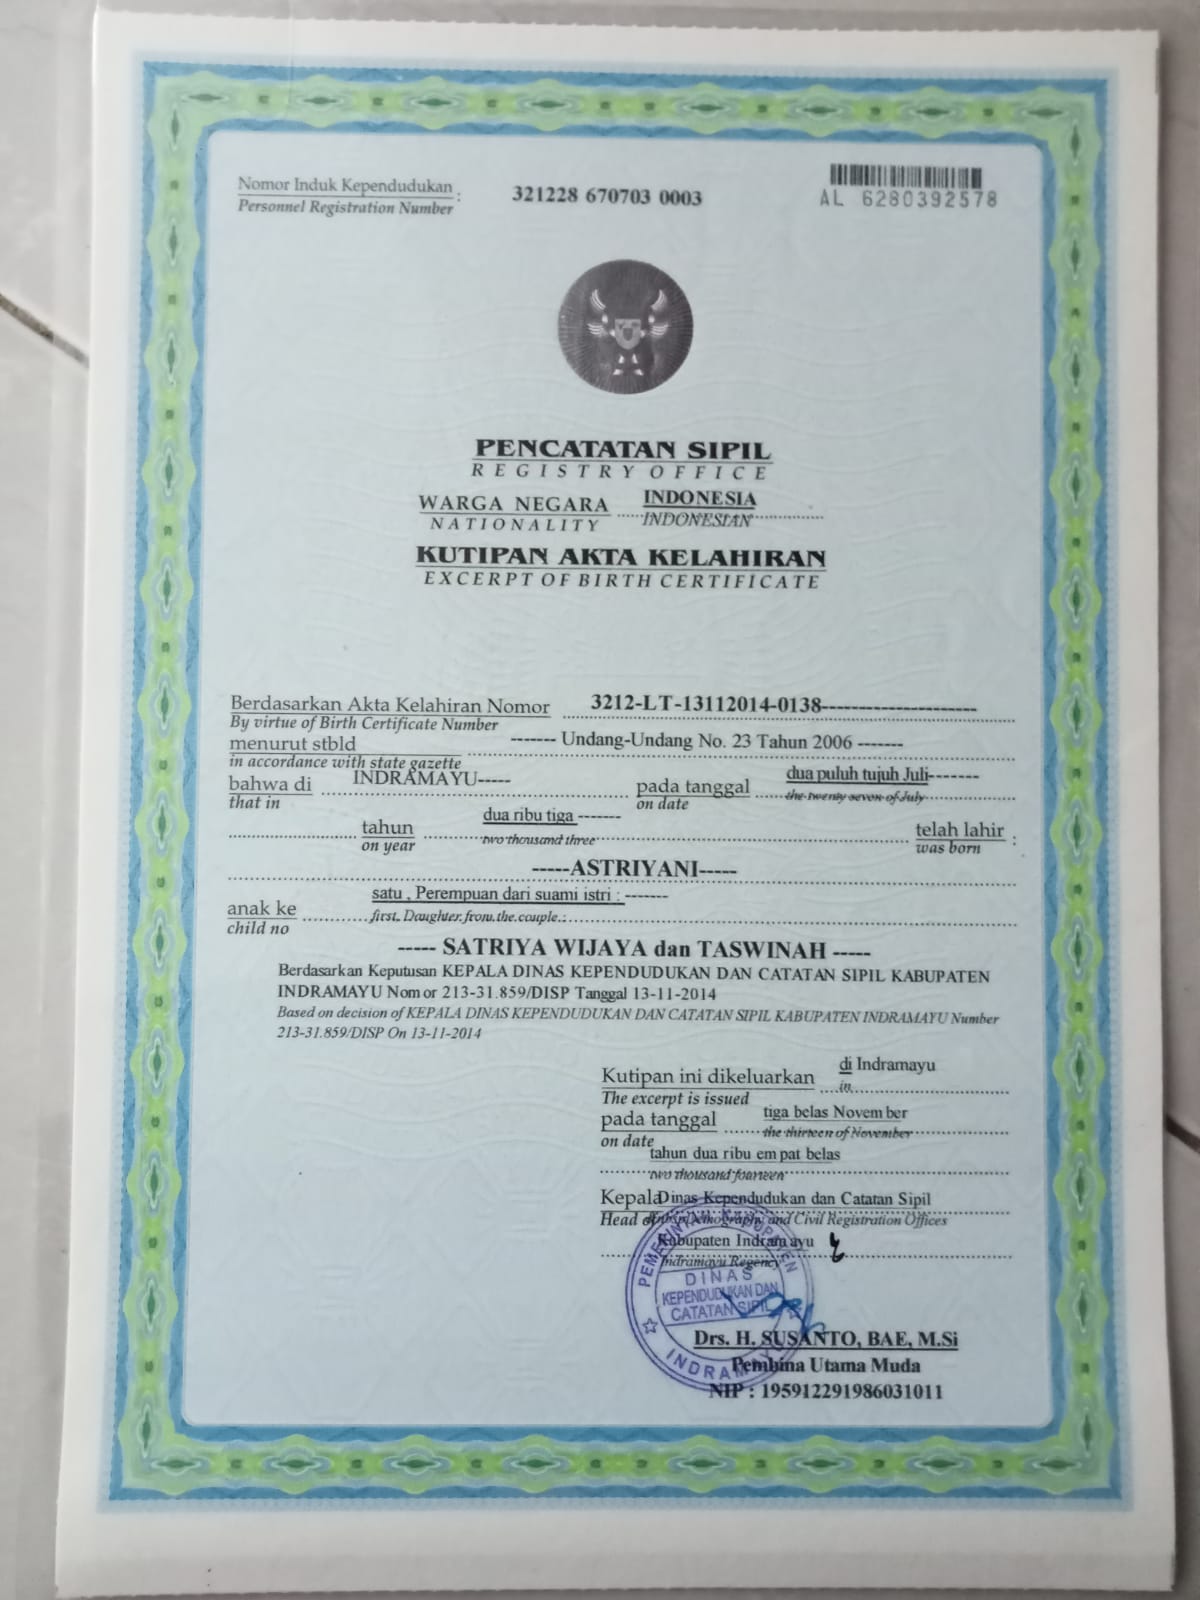 Nomor Induk Kependudukan : 321228 670703 0003
Personnel Registration Number
AL 6280392578
PENCATATAN SIPIL
REGISTRY OFFICE
WARGA NEGARA INDONESIA
NATIONALITY INDONESIAN
KUTIPAN AKTA KELAHIRAN
EXCERPT OF BIRTH CERTIFICATE
Berdasarkan Akta Kelahiran Nomor 3212-LT-13112014-0138--------------------
By virtue of Birth Certificate Number
menurut stbld ------- Undang-Undang No. 23 Tahun 2006 -------
in accordance with state gazette
bahwa di INDRAMAYU----- pada tanggal dua puluh tujuh Juli-------
that in on date the twenty seven of July
tahun dua ribu tiga ------- telah lahir :
on year two thousand three was born
-----ASTRIYANI-----
anak ke satu , Perempuan dari suami istri : -------
child no first. Daughter from the couple :
----- SATRIYA WIJAYA dan TASWINAH -----
Berdasarkan Keputusan KEPALA DINAS KEPENDUDUKAN DAN CATATAN SIPIL KABUPATEN
INDRAMAYU Nomor 213-31.859/DISP Tanggal 13-11-2014
Based on decision of KEPALA DINAS KEPENDUDUKAN DAN CATATAN SIPIL KABUPATEN INDRAMAYU Number
213-31.859/DISP On 13-11-2014
Kutipan ini dikeluarkan di Indramayu
The excerpt is issued in
pada tanggal tiga belas November
on date the thirteen of November
tahun dua ribu empat belas
two thousand fourteen
Kepala Dinas Kependudukan dan Catatan Sipil
Head of Demography and Civil Registration Offices
Kabupaten Indramayu
Indramayu Regency
PEMERINTAH KABUPATEN
DINAS
KEPENDUDUKAN DAN
CATATAN SIPIL
INDRAMAYU
Drs. H. SUSANTO, BAE, M.Si
Pembina Utama Muda
NIP : 195912291986031011